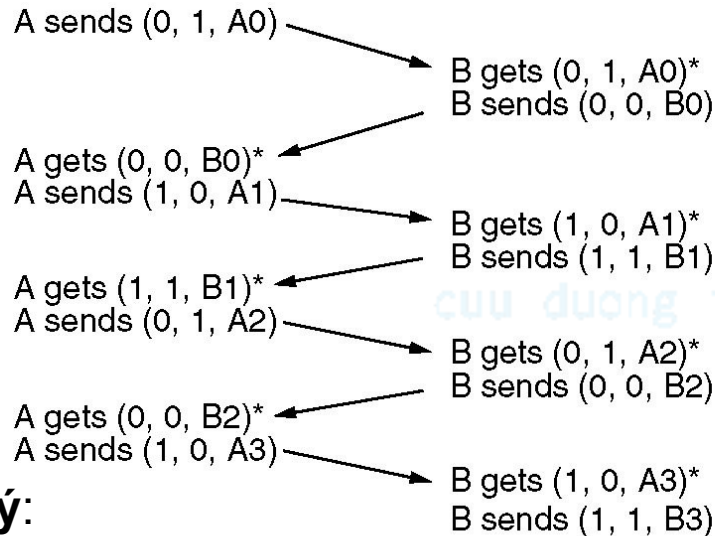 A sends (0, 1, A0)
B gets (0, 1, A0)*
B sends (0, 0, B0)
A gets (0, 0, B0)*
A sends (1, 0, A1)
B gets (1, 0, A1)*
B sends (1, 1, B1)
A gets (1, 1, B1)*
A sends (0, 1, A2)
cuu duong
B gets (0, 1, A2)*
B sends (0, 0, B2)
A gets (0, 0, B2)*
A sends (1, 0, A3)
B gets (1, 0, A3)*
B sends (1, 1, B3)
ý: